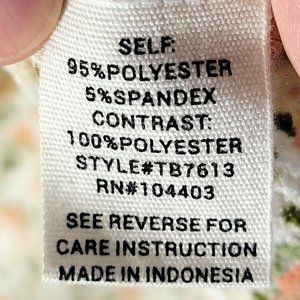 SELF:
95%POLYESTER
5%SPANDEX
CONTRAST:
100%POLYESTER
STYLE#TB7613
RN#104403
SEE REVERSE FOR
CARE INSTRUCTION
MADE IN INDONESIA